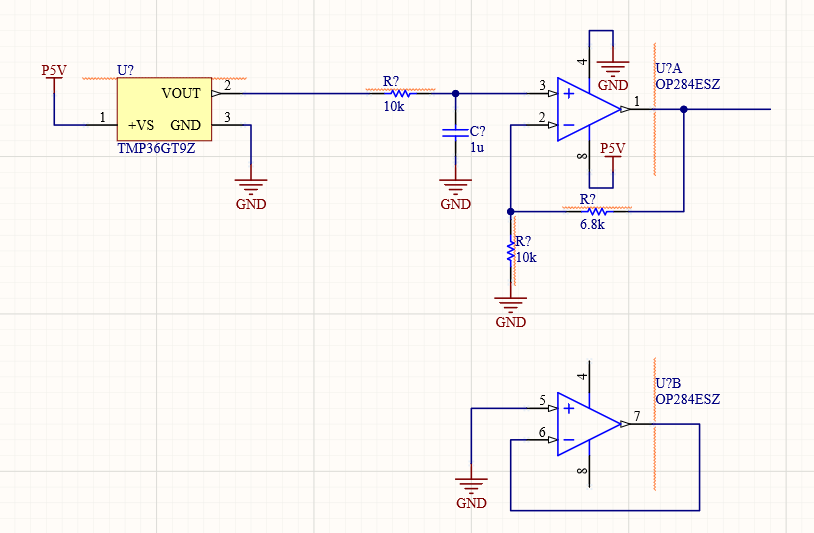 P5V
U?
VOUT
2
1
+VS
GND
3
TMP36GT9Z
GND
R?
10k
C?
1u
GND
4
GND
U?A
OP284ESZ
3
2
1
8
P5V
R?
6.8k
R?
10k
GND
4
U?B
OP284ESZ
5
6
7
8
GND